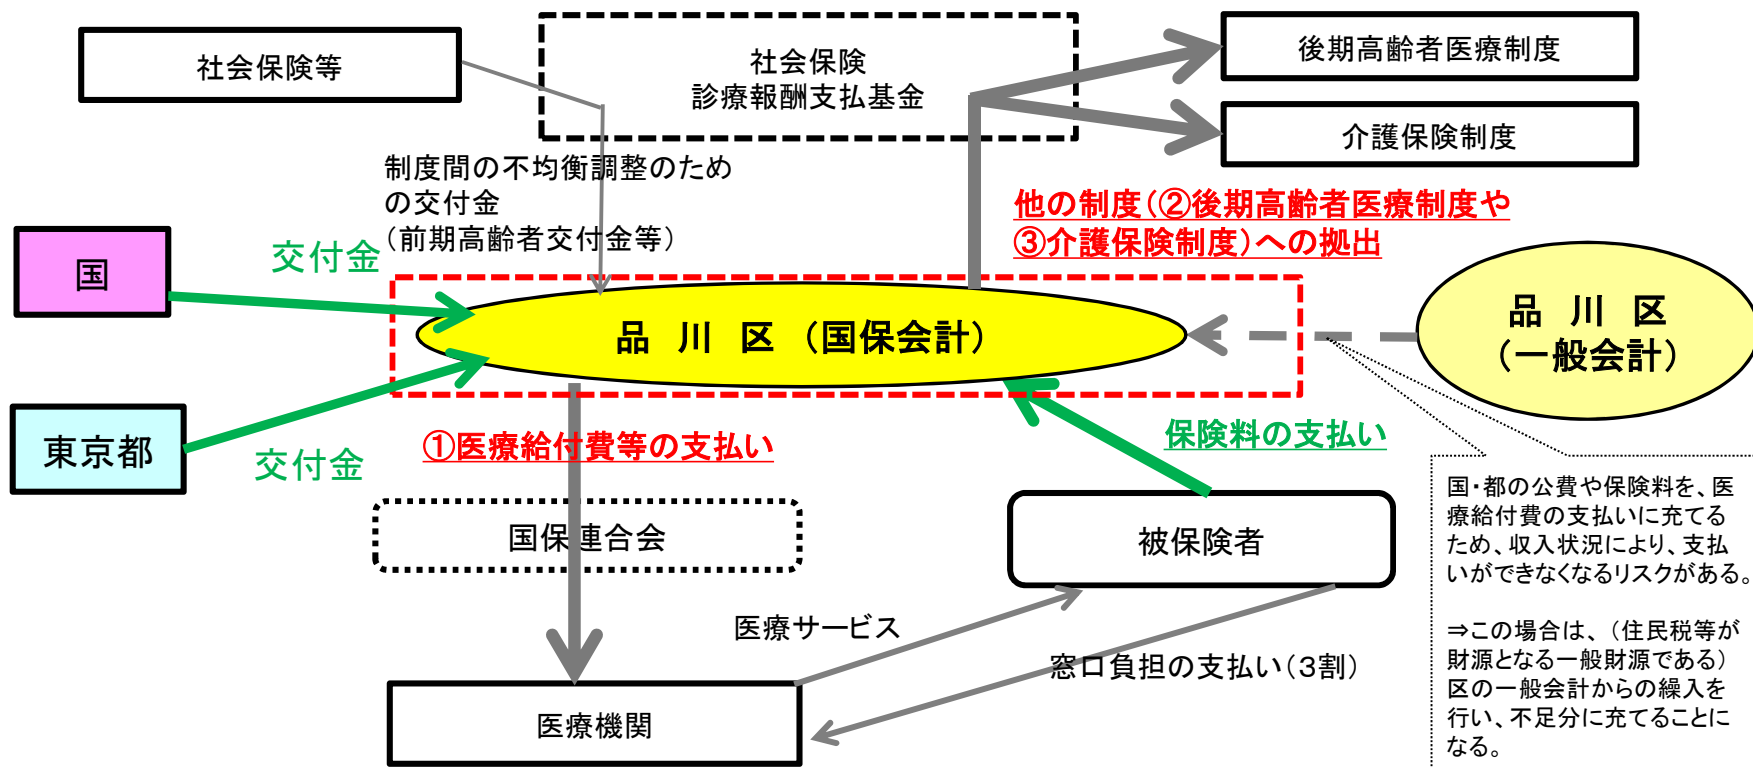 社会保険等
社会保険
診療報酬支払基金
後期高齢者医療制度
介護保険制度
制度間の不均衡調整のため
の交付金
（前期高齢者交付金等）
他の制度（②後期高齢者医療制度や
③介護保険制度）への拠出
国
交付金
品　川　区　（国保会計）
品　川　区
（一般会計）
東京都
交付金
①医療給付費等の支払い
保険料の支払い
国保連合会
被保険者
国・都の公費や保険料を、医
療給付費の支払いに充てる
ため、収入状況により、支払
いができなくなるリスクがある。
⇒この場合は、（住民税等が
財源となる一般財源である）
区の一般会計からの繰入を
行い、不足分に充てることに
なる。
医療サービス
窓口負担の支払い（３割）
医療機関